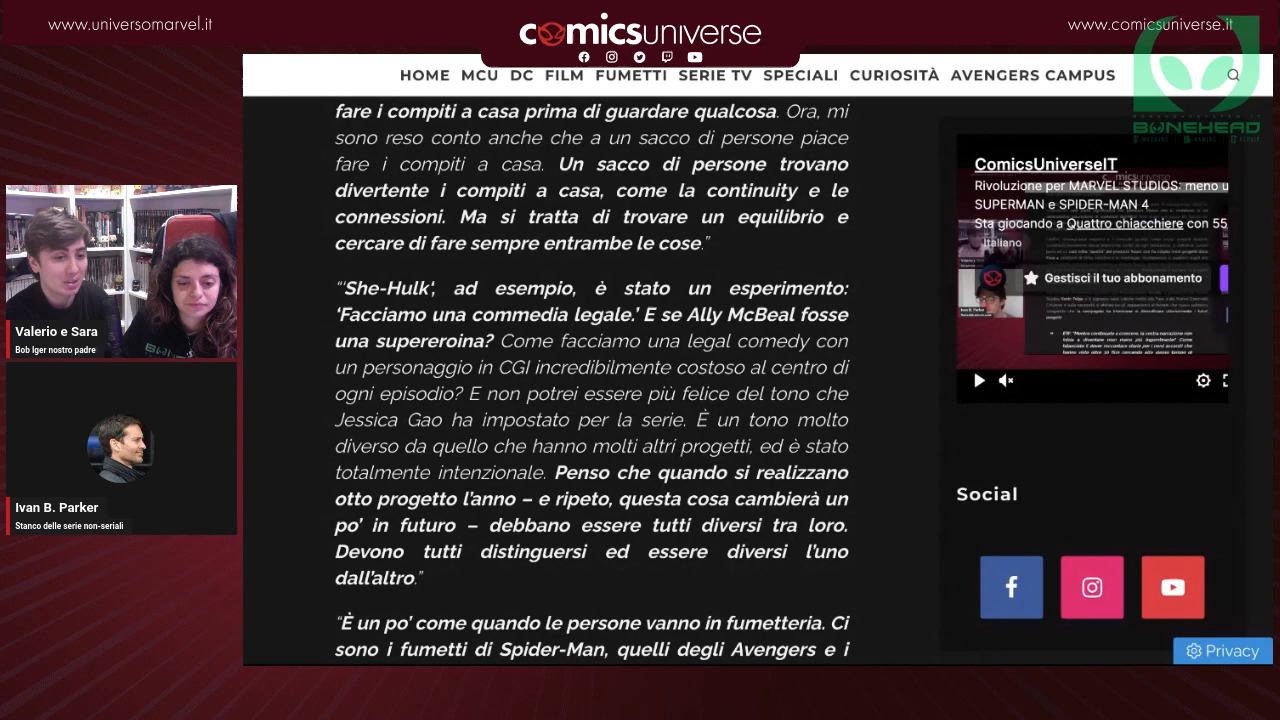 www.universomarvel.it
comicsuniverse
www.comicsuniverse.it
HOME MCU DC FILM FUMETTI SERIE TV SPECIALI CURIOSITÀ AVENGERS CAMPUS
BONEHEAD
fare i compiti a casa prima di guardare qualcosa. Ora, mi
sono reso conto anche che a un sacco di persone piace
fare i compiti a casa. Un sacco di persone trovano
divertente i compiti a casa, come la continuity e le
connessioni. Ma si tratta di trovare un equilibrio e
cercare di fare sempre entrambe le cose.”
“‘She-Hulk’, ad esempio, è stato un esperimento:
‘Facciamo una commedia legale.’ E se Ally McBeal fosse
una supereroina? Come facciamo una legal comedy con
un personaggio in CGI incredibilmente costoso al centro di
ogni episodio? E non potrei essere più felice del tono che
Jessica Gao ha impostato per la serie. È un tono molto
diverso da quello che hanno molti altri progetti, ed è stato
totalmente intenzionale. Penso che quando si realizzano
otto progetto l’anno – e ripeto, questa cosa cambierà un
po’ in futuro – debbano essere tutti diversi tra loro.
Devono tutti distinguersi ed essere diversi l’uno
dall’altro.”
“È un po’ come quando le persone vanno in fumetteria. Ci
sono i fumetti di Spider-Man, quelli degli Avengers e i
Valerio e Sara
Bob Iger nostro padre
Ivan B. Parker
Stanco delle serie non-seriali
ComicsUniverseIT
Rivoluzione per MARVEL STUDIOS: meno u
SUPERMAN e SPIDER-MAN 4
Sta giocando a Quattro chiacchiere con 55
Italiano
Gestisci il tuo abbonamento
Social
Privacy